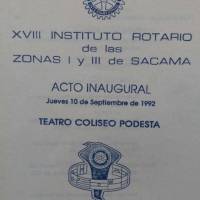 XVIII INSTITUTO ROTARIO
de las
ZONAS I y III de SACAMA
ACTO INAUGURAL
Jueves 10 de Septiembre de 1992
TEATRO COLISEO PODESTA